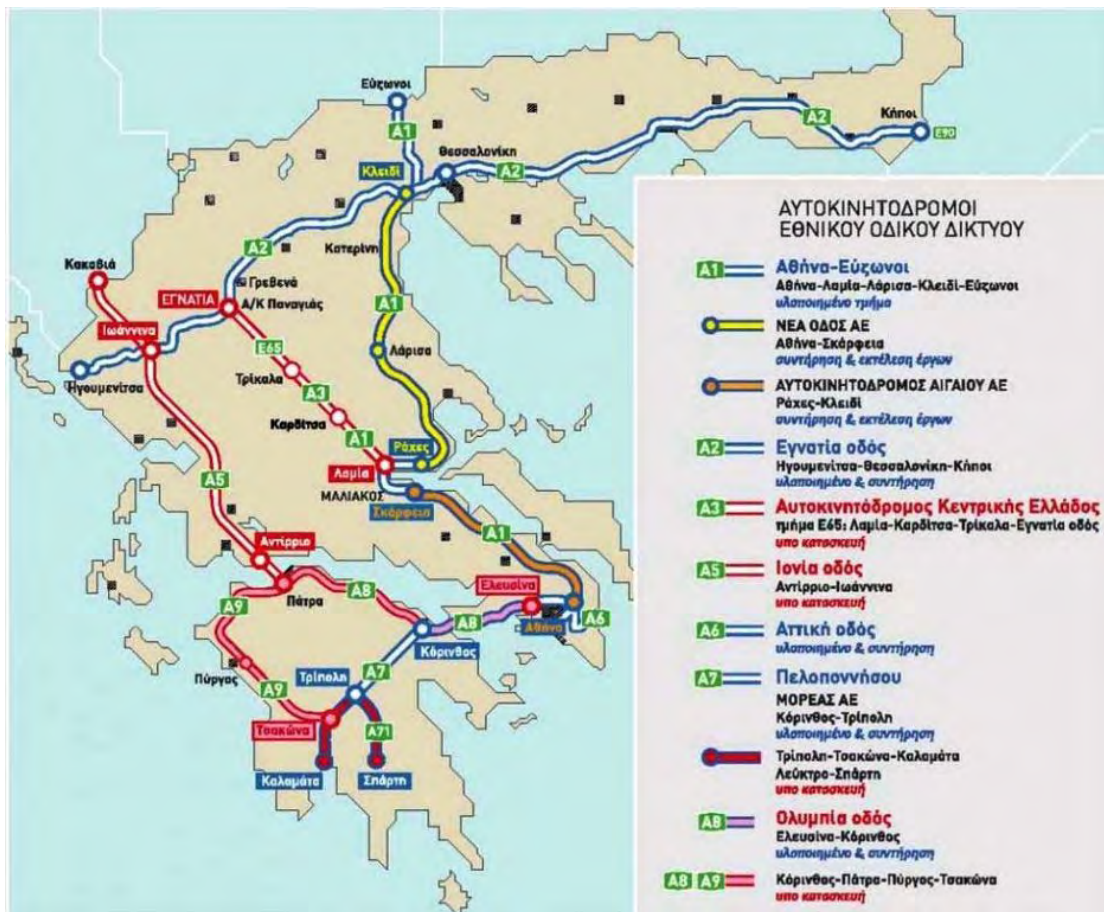 Εύζωνοι
A1
Κήποι
A2
E90
Θεσσαλονίκη
A2
Κλειδί
Κατερίνη
A2
Κακαβιά
Γρεβενά
ΕΓΝΑΤΙΑ
Α/Κ Παναγιάς
A1
Ιωάννινα
E65
Λάρισα
Ηγουμενίτσα
Τρίκαλα
A3
Καρδίτσα
A1
Ράχες
Λαμία
A5
ΜΑΛΙΑΚΟΣ
Σκάρφεια
A1
Αντίρριο
Ελευσίνα
Πάτρα
A8
A9
A8
Αθήνα
A6
Κόρινθος
Πύργος
Τρίπολη
A7
A9
Τσακώνα
A71
Καλαμάτα
Σπάρτη
ΑΥΤΟΚΙΝΗΤΟΔΡΟΜΟΙ
ΕΘΝΙΚΟΥ ΟΔΙΚΟΥ ΔΙΚΤΥΟΥ
A1 Αθήνα-Εύζωνοι
Αθήνα-Λαμία-Λάρισα-Κλειδί-Εύζωνοι
υλοποιημένο τμήμα
ΝΕΑ ΟΔΟΣ ΑΕ
Αθήνα-Σκάρφεια
συντήρηση & εκτέλεση έργων
ΑΥΤΟΚΙΝΗΤΟΔΡΟΜΟΣ ΑΙΓΑΙΟΥ ΑΕ
Ράχες-Κλειδί
συντήρηση & εκτέλεση έργων
A2 Εγνατία οδός
Ηγουμενίτσα-Θεσσαλονίκη-Κήποι
υλοποιημένο & συντήρηση
A3 Αυτοκινητόδρομος Κεντρικής Ελλάδος
τμήμα Ε65: Λαμία-Καρδίτσα-Τρίκαλα-Εγνατία οδός
υπο κατασκευή
A5 Ιονία οδός
Αντίρριο-Ιωάννινα
υπο κατασκευή
A6 Αττική οδός
υλοποιημένο & συντήρηση
A7 Πελοποννήσου
ΜΟΡΕΑΣ ΑΕ
Κόρινθος-Τρίπολη
υλοποιημένο & συντήρηση
Τρίπολη-Τσακώνα-Καλαμάτα
Λεύκτρο-Σπάρτη
υπο κατασκευή
A8 Ολυμπία οδός
Ελευσίνα-Κόρινθος
υλοποιημένο & συντήρηση
A8 A9 Κόρινθος-Πάτρα-Πύργος-Τσακώνα
υπο κατασκευή